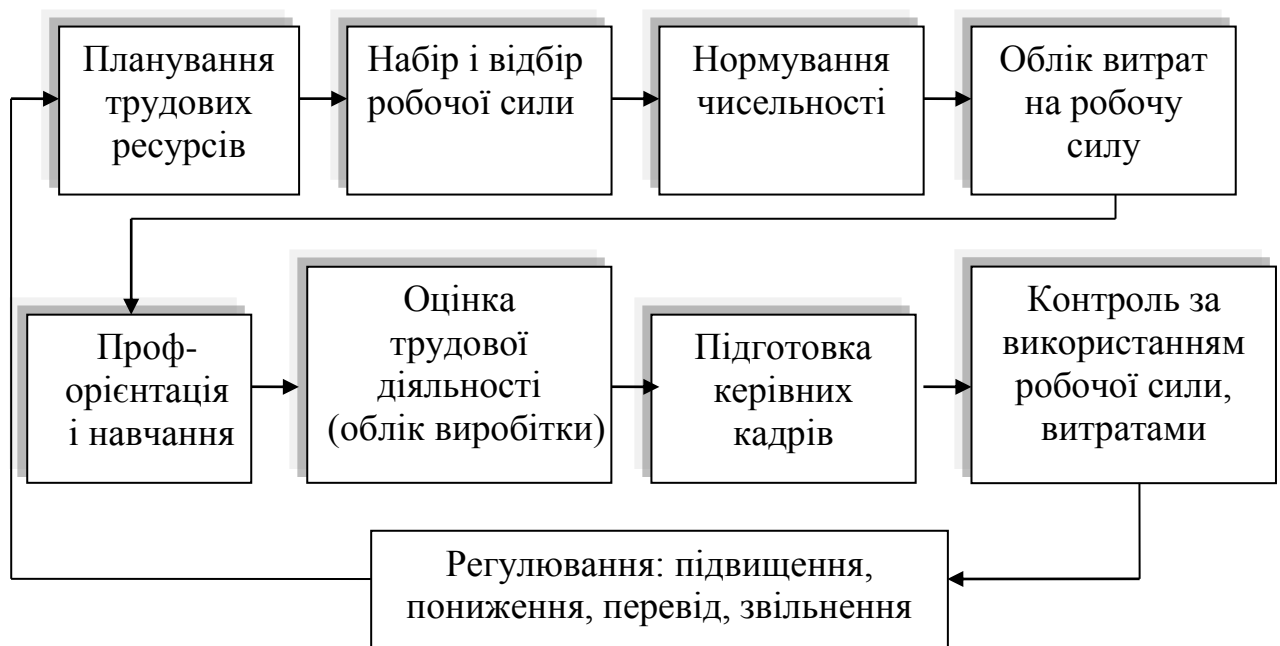 Планування
трудових
ресурсів
Набір і відбір
робочої сили
Нормування
чисельності
Облік витрат
на робочу
силу
Проф-
орієнтація
і навчання
Оцінка
трудової
діяльності
(облік виробітки)
Підготовка
керівних
кадрів
Контроль за
використанням
робочої сили,
витратами
Регулювання: підвищення,
пониження, перевід, звільнення